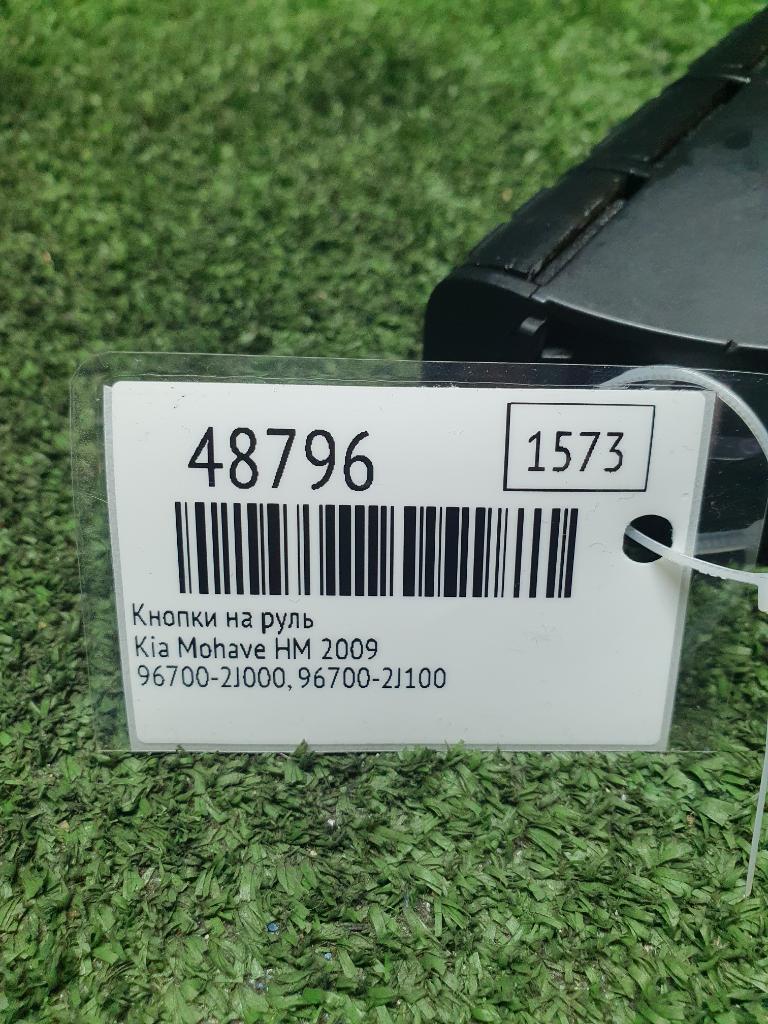 48796
1573
Кнопки на руль
Kia Mohave HM 2009
96700-2J000, 96700-2J100